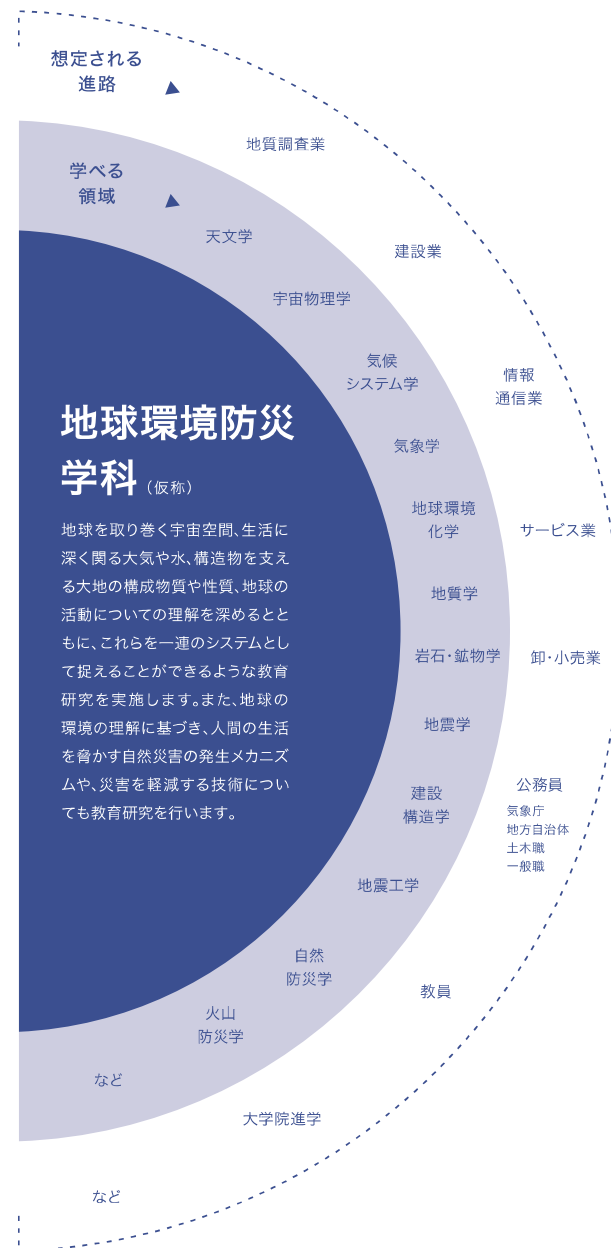 想定される
進路
地質調査業
建設業
情報
通信業
サービス業
卸・小売業
公務員
気象庁
地方自治体
土木職
一般職
教員
大学院進学
など
学べる
領域
天文学
宇宙物理学
気候
システム学
気象学
地球環境
化学
地質学
岩石・鉱物学
地震学
建設
構造学
地震工学
自然
防災学
火山
防災学
など
地球環境防災
学科(仮称)
地球を取り巻く宇宙空間、生活に
深く関る大気や水、構造物を支え
る大地の構成物質や性質、地球の
活動についての理解を深めるとと
もに、これらを一連のシステムとし
て捉えることができるような教育
研究を実施します。また、地球の
環境の理解に基づき、人間の生活
を脅かす自然災害の発生メカニズ
ムや、災害を軽減する技術につい
ても教育研究を行います。